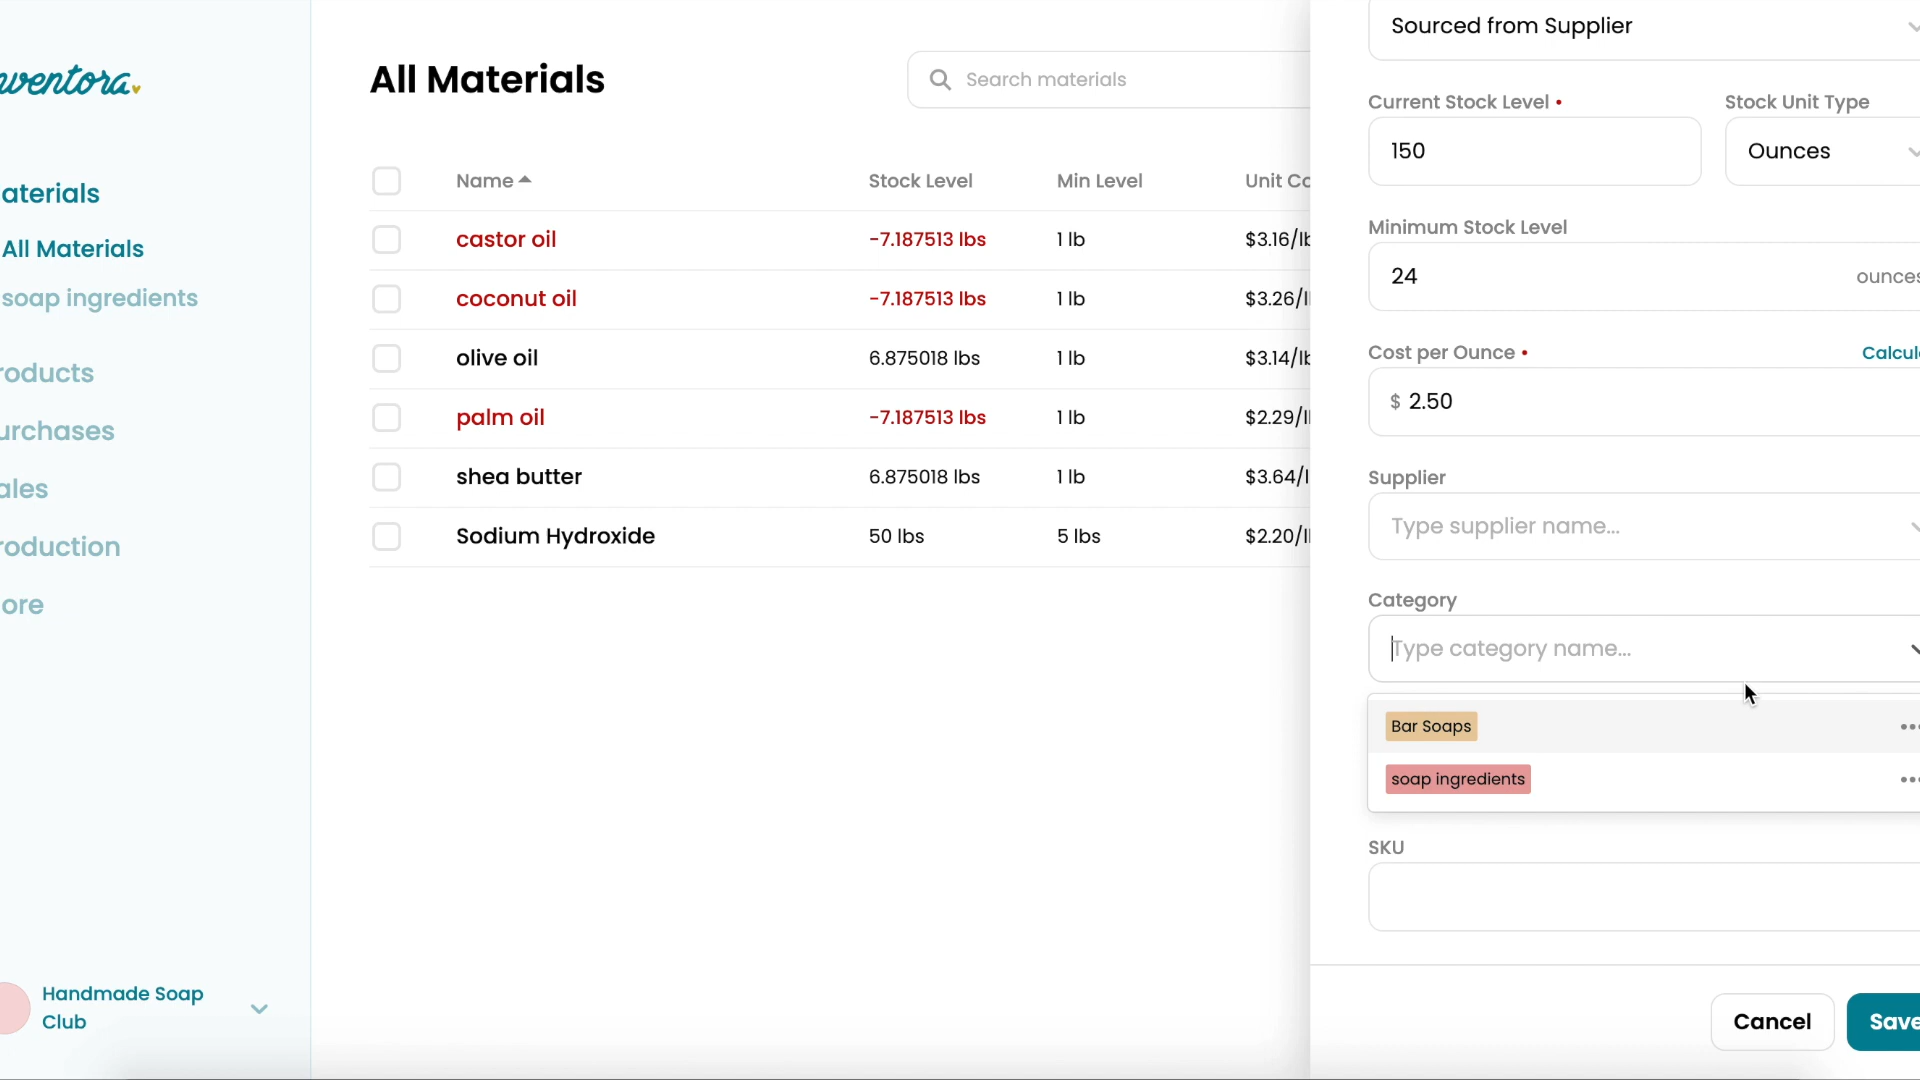 nventora
aterials
All Materials
soap ingredients
roducts
urchases
ales
roduction
ore
Handmade Soap
Club
All Materials
Search materials
Name Stock Level Min Level Unit Co
castor oil -7.187513 lbs 1 lb $3.16/lb
coconut oil -7.187513 lbs 1 lb $3.26/l
olive oil 6.875018 lbs 1 lb $3.14/lb
palm oil -7.187513 lbs 1 lb $2.29/l
shea butter 6.875018 lbs 1 lb $3.64/l
Sodium Hydroxide 50 lbs 5 lbs $2.20/l
Sourced from Supplier
Current Stock Level • Stock Unit Type
150 Ounces
Minimum Stock Level
24 ounces
Cost per Ounce • Calcul
$ 2.50
Supplier
Type supplier name...
Category
Type category name...
Bar Soaps
soap ingredients
SKU
Cancel Save